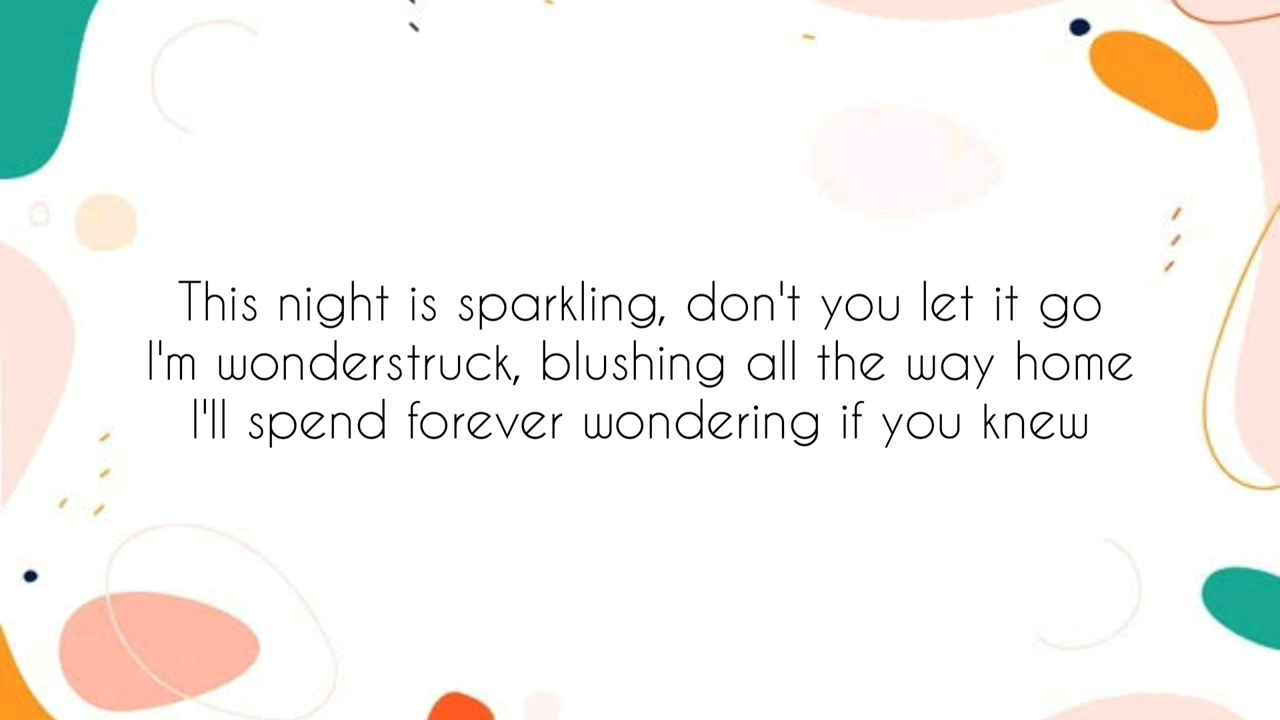 This night is sparkling, don't you let it go
I'm wonderstruck, blushing all the way home
I'll spend forever wondering if you knew